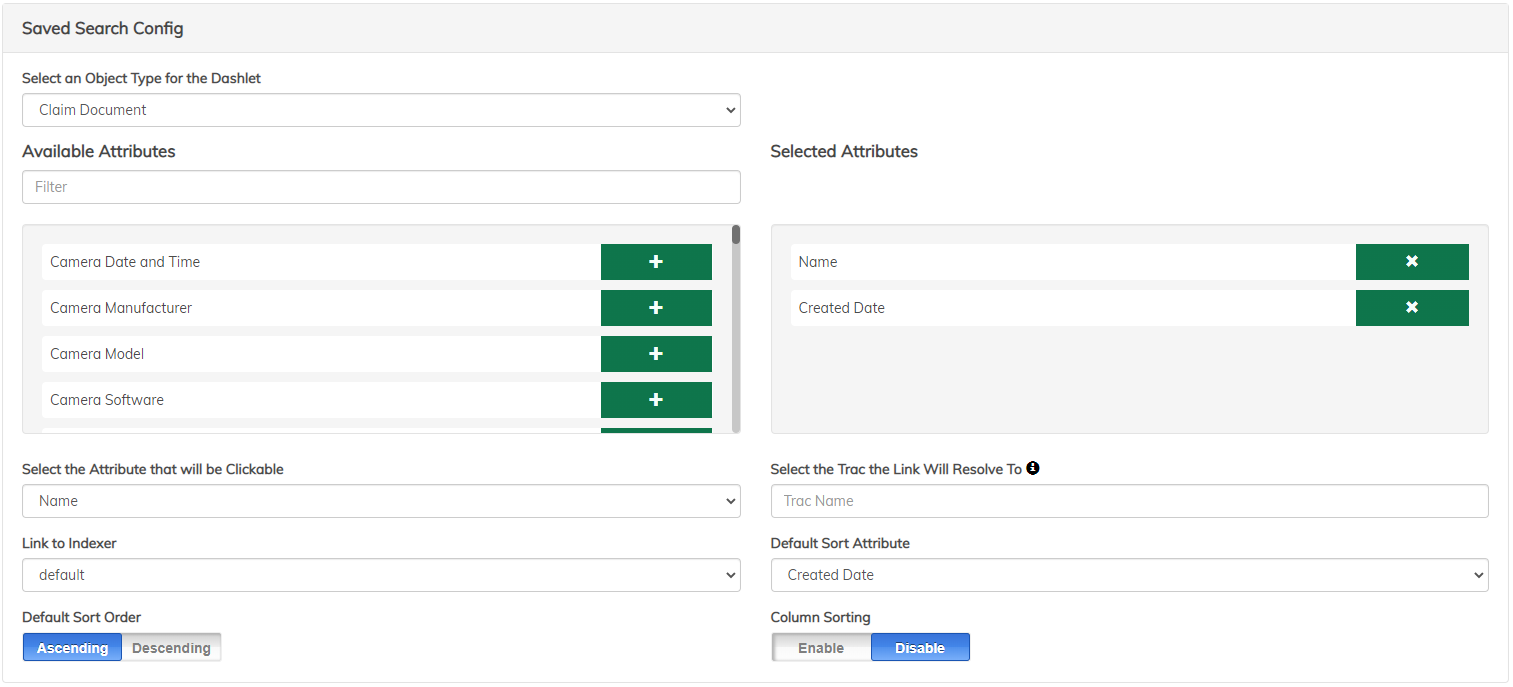 Saved Search Config
Select an Object Type for the Dashlet
Claim Document
Available Attributes
Selected Attributes
Filter
Camera Date and Time
Name
Camera Manufacturer
Created Date
Camera Model
Camera Software
Select the Attribute that will be Clickable
Select the Trac the Link Will Resolve To
Name
Trac Name
Link to Indexer
Default Sort Attribute
default
Created Date
Default Sort Order
Column Sorting
Ascending Descending
Enable Disable